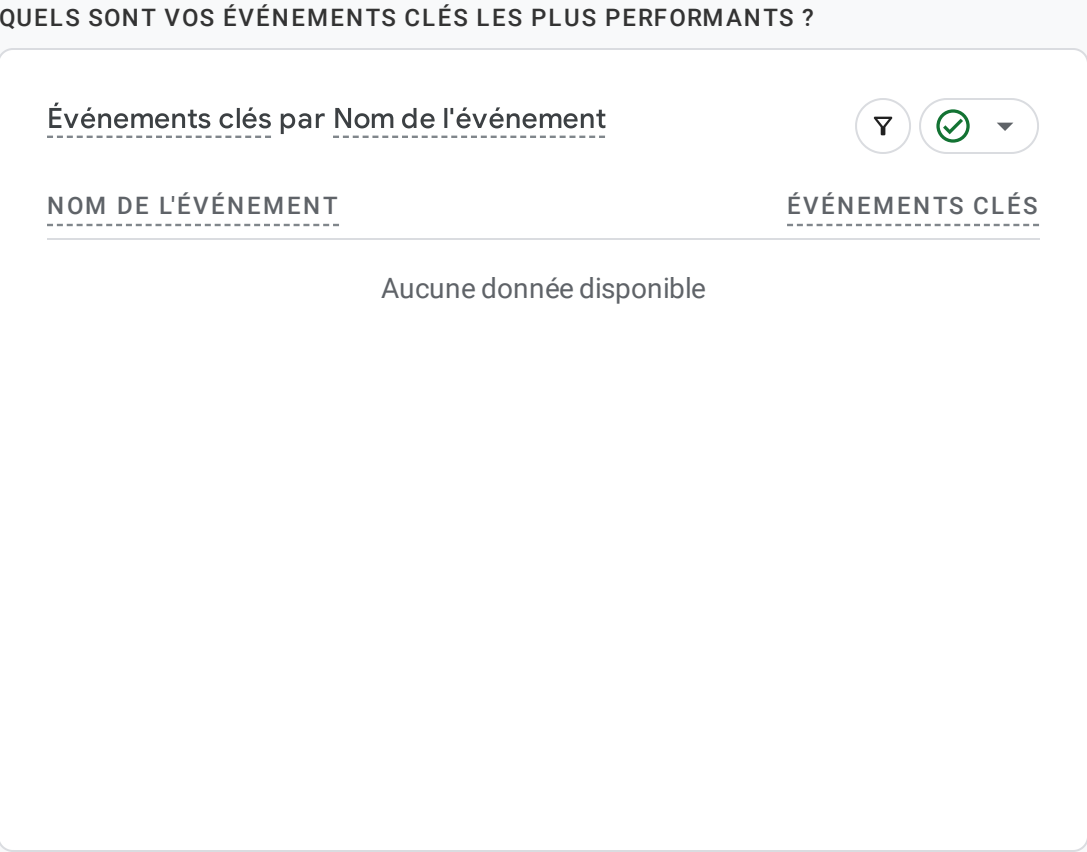 QUELS SONT VOS ÉVÉNEMENTS CLÉS LES PLUS PERFORMANTS ?
Événements clés par Nom de l'événement
NOM DE L'ÉVÉNEMENT ÉVÉNEMENTS CLÉS
Aucune donnée disponible